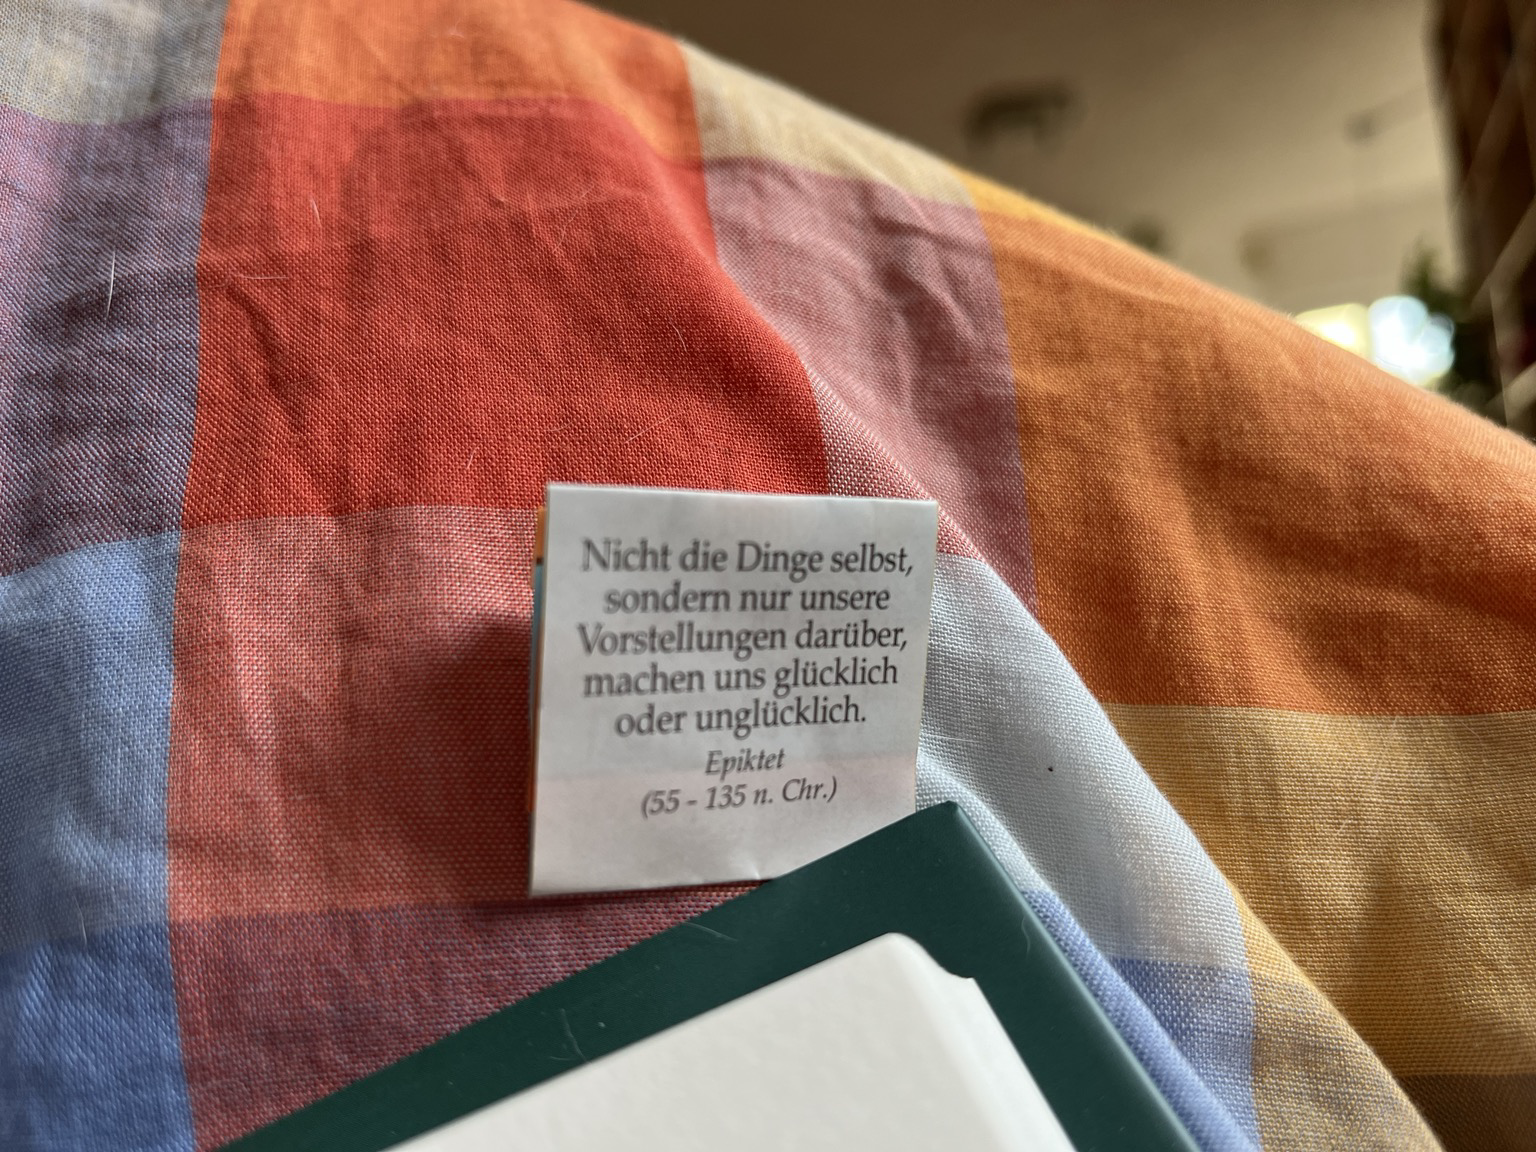 Nicht die Dinge selbst,
sondern nur unsere
Vorstellungen darüber,
machen uns glücklich
oder unglücklich.
Epiktet
(55 - 135 n. Chr.)